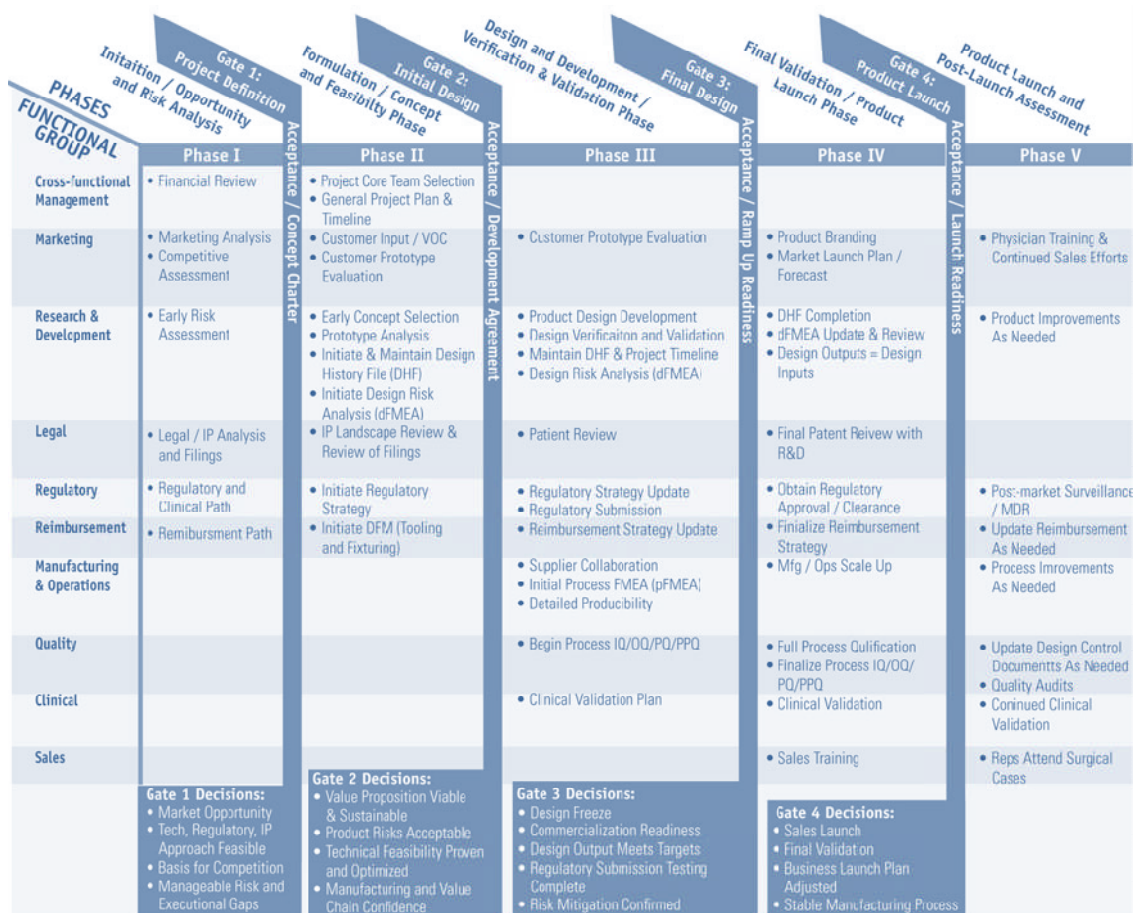 PHASES
FUNCTIONAL
GROUP
Initaition / Opportunity
and Risk Analysis
Gate 1:
Project Definition
Formulation / Concept
and Feasibilty Phase
Gate 2:
Initial Design
Design and Development /
Verification & Validation Phase
Gate 3:
Final Design
Final Validation / Product
Launch Phase
Gate 4:
Product Launch
Product Launch and
Post-Launch Assessment
Phase I
Phase II
Phase III
Phase IV
Phase V
Acceptance / Concept Charter
Acceptance / Development Agreement
Acceptance / Ramp Up Readiness
Acceptance / Launch Readiness
Cross-functional
Management
• Financial Review
• Project Core Team Selection
• General Project Plan &
Timeline
Marketing
• Marketing Analysis
• Competitive
Assessment
• Customer Input / VOC
• Customer Prototype
Evaluation
• Customer Prototype Evaluation
• Product Branding
• Market Launch Plan /
Forecast
• Physician Training &
Continued Sales Efforts
Research &
Development
• Early Risk
Assessment
• Early Concept Selection
• Prototype Analysis
• Initiate & Maintain Design
History File (DHF)
• Initiate Design Risk
Analysis (dFMEA)
• Product Design Development
• Design Verificaiton and Validation
• Maintain DHF & Project Timeline
• Design Risk Analysis (dFMEA)
• DHF Completion
• dFMEA Update & Review
• Design Outputs = Design
Inputs
• Product Improvements
As Needed
Legal
• Legal / IP Analysis
and Filings
• IP Landscape Review &
Review of Filings
• Patient Review
• Final Patent Reivew with
R&D
Regulatory
• Regulatory and
Clinical Path
• Initiate Regulatory
Strategy
• Regulatory Strategy Update
• Regulatory Submission
• Obtain Regulatory
Approval / Clearance
• Post-market Surveillance
/ MDR
Reimbursement
• Remibursment Path
• Initiate DFM (Tooling
and Fixturing)
• Reimbursement Strategy Update
• Finialize Reimbursement
Strategy
• Update Reimbursement
As Needed
Manufacturing
& Operations
• Supplier Collaboration
• Initial Process FMEA (pFMEA)
• Detailed Producibility
• Mfg / Ops Scale Up
• Process Imrovements
As Needed
Quality
• Begin Process IQ/OQ/PQ/PPQ
• Full Process Qulification
• Finalize Process IQ/OQ/
PQ/PPQ
• Update Design Control
Documentts As Needed
• Quality Audits
Clinical
• Clinical Validation Plan
• Clinical Validation
• Coninued Clinical
Validation
Sales
• Sales Training
• Reps Attend Surgical
Cases
Gate 1 Decisions:
• Market Opportunity
• Tech, Regulatory, IP
Approach Feasible
• Basis for Competition
• Manageable Risk and
Executional Gaps
Gate 2 Decisions:
• Value Proposition Viable
& Sustainable
• Product Risks Acceptable
• Technical Feasibility Proven
and Optimized
• Manufacturing and Value
Chain Confidence
Gate 3 Decisions:
• Design Freeze
• Commercialization Readiness
• Design Output Meets Targets
• Regulatory Submission Testing
Complete
• Risk Mitigation Confirmed
Gate 4 Decisions:
• Sales Launch
• Final Validation
• Business Launch Plan
Adjusted
• Stable Manufacturing Process